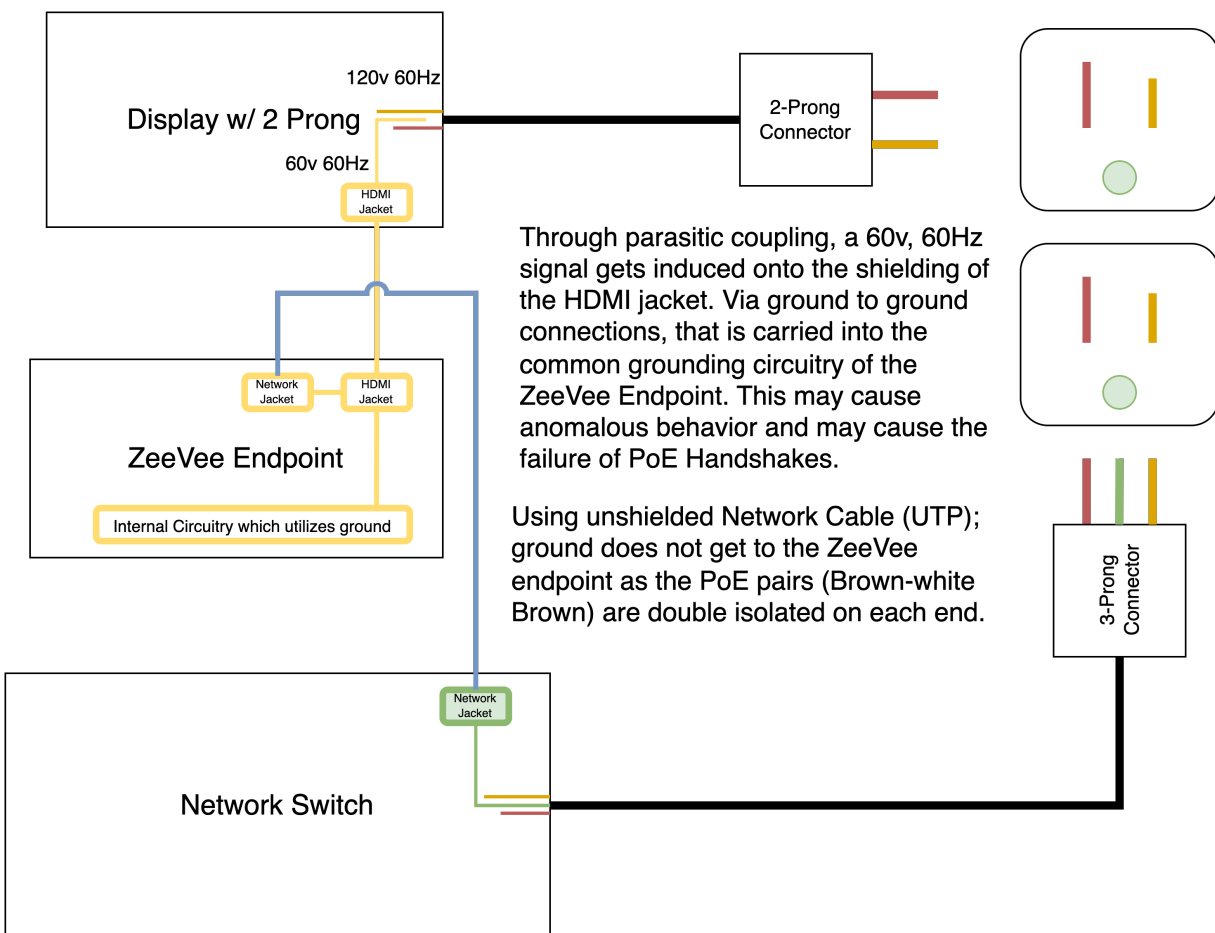 120v 60Hz
Display w/ 2 Prong
60v 60Hz
HDMI
Jacket
2-Prong
Connector
Through parasitic coupling, a 60v, 60Hz
signal gets induced onto the shielding of
the HDMI jacket. Via ground to ground
connections, that is carried into the
common grounding circuitry of the
ZeeVee Endpoint. This may cause
anomalous behavior and may cause the
failure of PoE Handshakes.
Using unshielded Network Cable (UTP);
ground does not get to the ZeeVee
endpoint as the PoE pairs (Brown-white
Brown) are double isolated on each end.
Network
Jacket
HDMI
Jacket
ZeeVee Endpoint
Internal Circuitry which utilizes ground
3-Prong
Connector
Network
Jacket
Network Switch